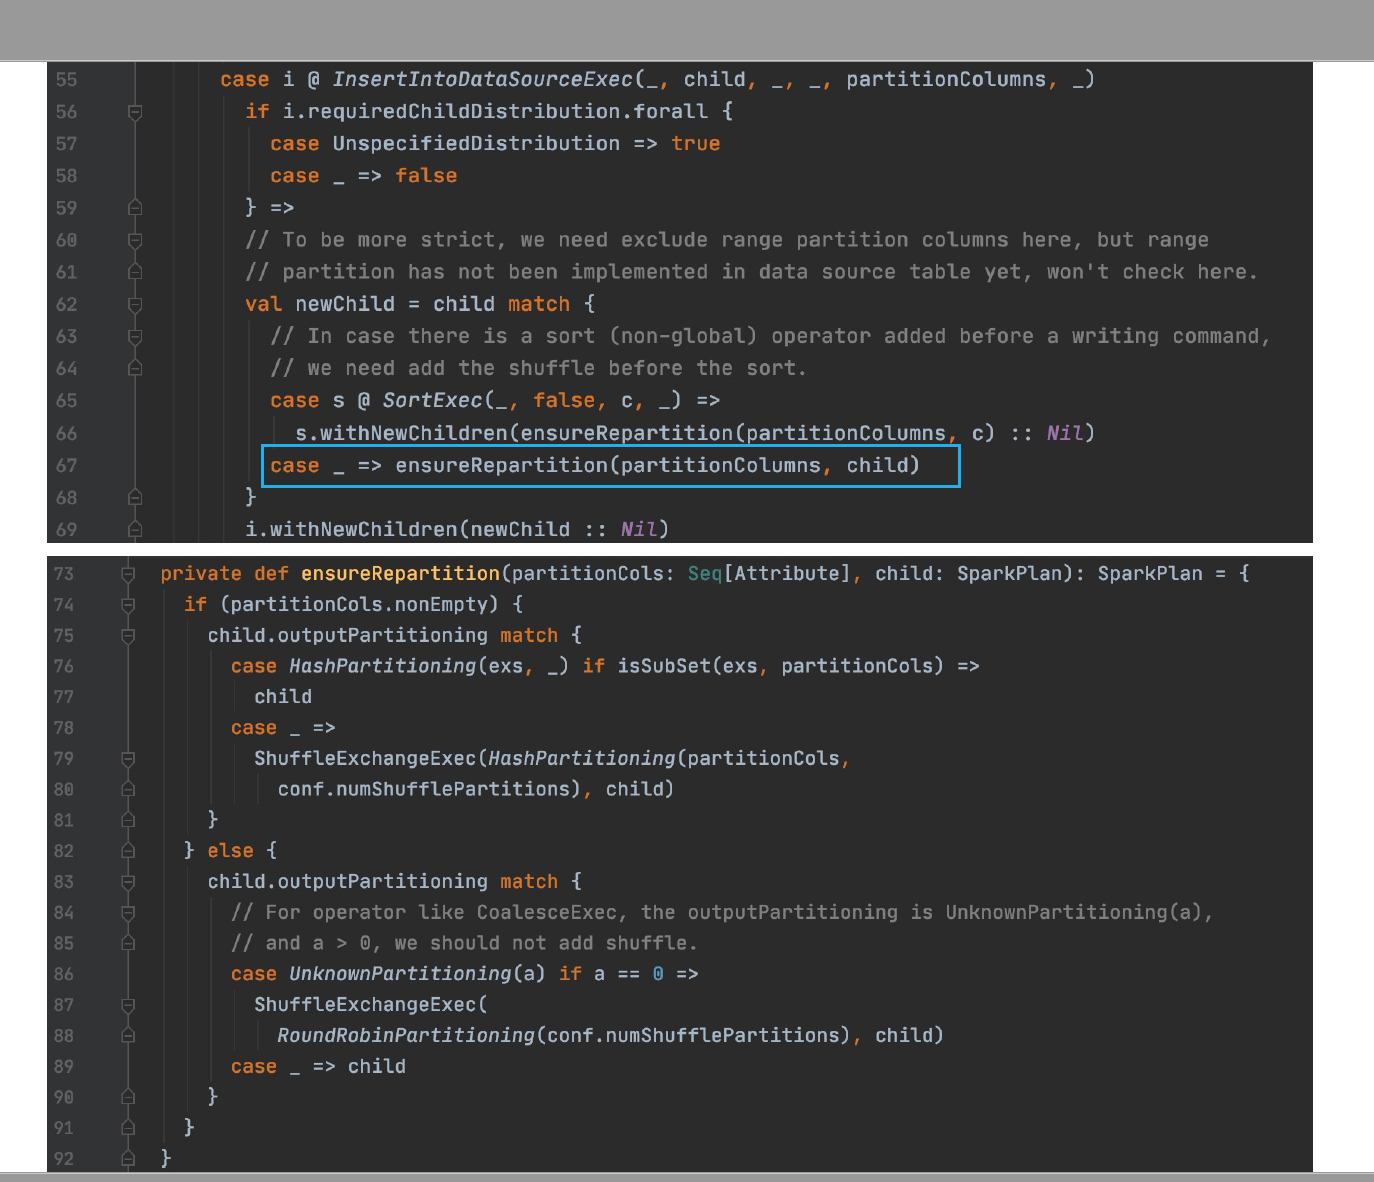 55 case i @ InsertIntoDataSourceExec(_, child, _, _, partitionColumns, _)
56 if i.requiredChildDistribution.forall {
57 case UnspecifiedDistribution => true
58 case _ => false
59 } =>
60 // To be more strict, we need exclude range partition columns here, but range
61 // partition has not been implemented in data source table yet, won't check here.
62 val newChild = child match {
63 // In case there is a sort (non-global) operator added before a writing command,
64 // we need add the shuffle before the sort.
65 case s @ SortExec(_, false, c, _) =>
66 s.withNewChildren(ensureRepartition(partitionColumns, c) :: Nil)
67 case _ => ensureRepartition(partitionColumns, child)
68 }
69 i.withNewChildren(newChild :: Nil)
73 private def ensureRepartition(partitionCols: Seq[Attribute], child: SparkPlan): SparkPlan = {
74 if (partitionCols.nonEmpty) {
75 child.outputPartitioning match {
76 case HashPartitioning(exs, _) if isSubSet(exs, partitionCols) =>
77 child
78 case _ =>
79 ShuffleExchangeExec(HashPartitioning(partitionCols,
80 conf.numShufflePartitions), child)
81 }
82 } else {
83 child.outputPartitioning match {
84 // For operator like CoalesceExec, the outputPartitioning is UnknownPartitioning(a),
85 // and a > 0, we should not add shuffle.
86 case UnknownPartitioning(a) if a == 0 =>
87 ShuffleExchangeExec(
88 RoundRobinPartitioning(conf.numShufflePartitions), child)
89 case _ => child
90 }
91 }
92 }